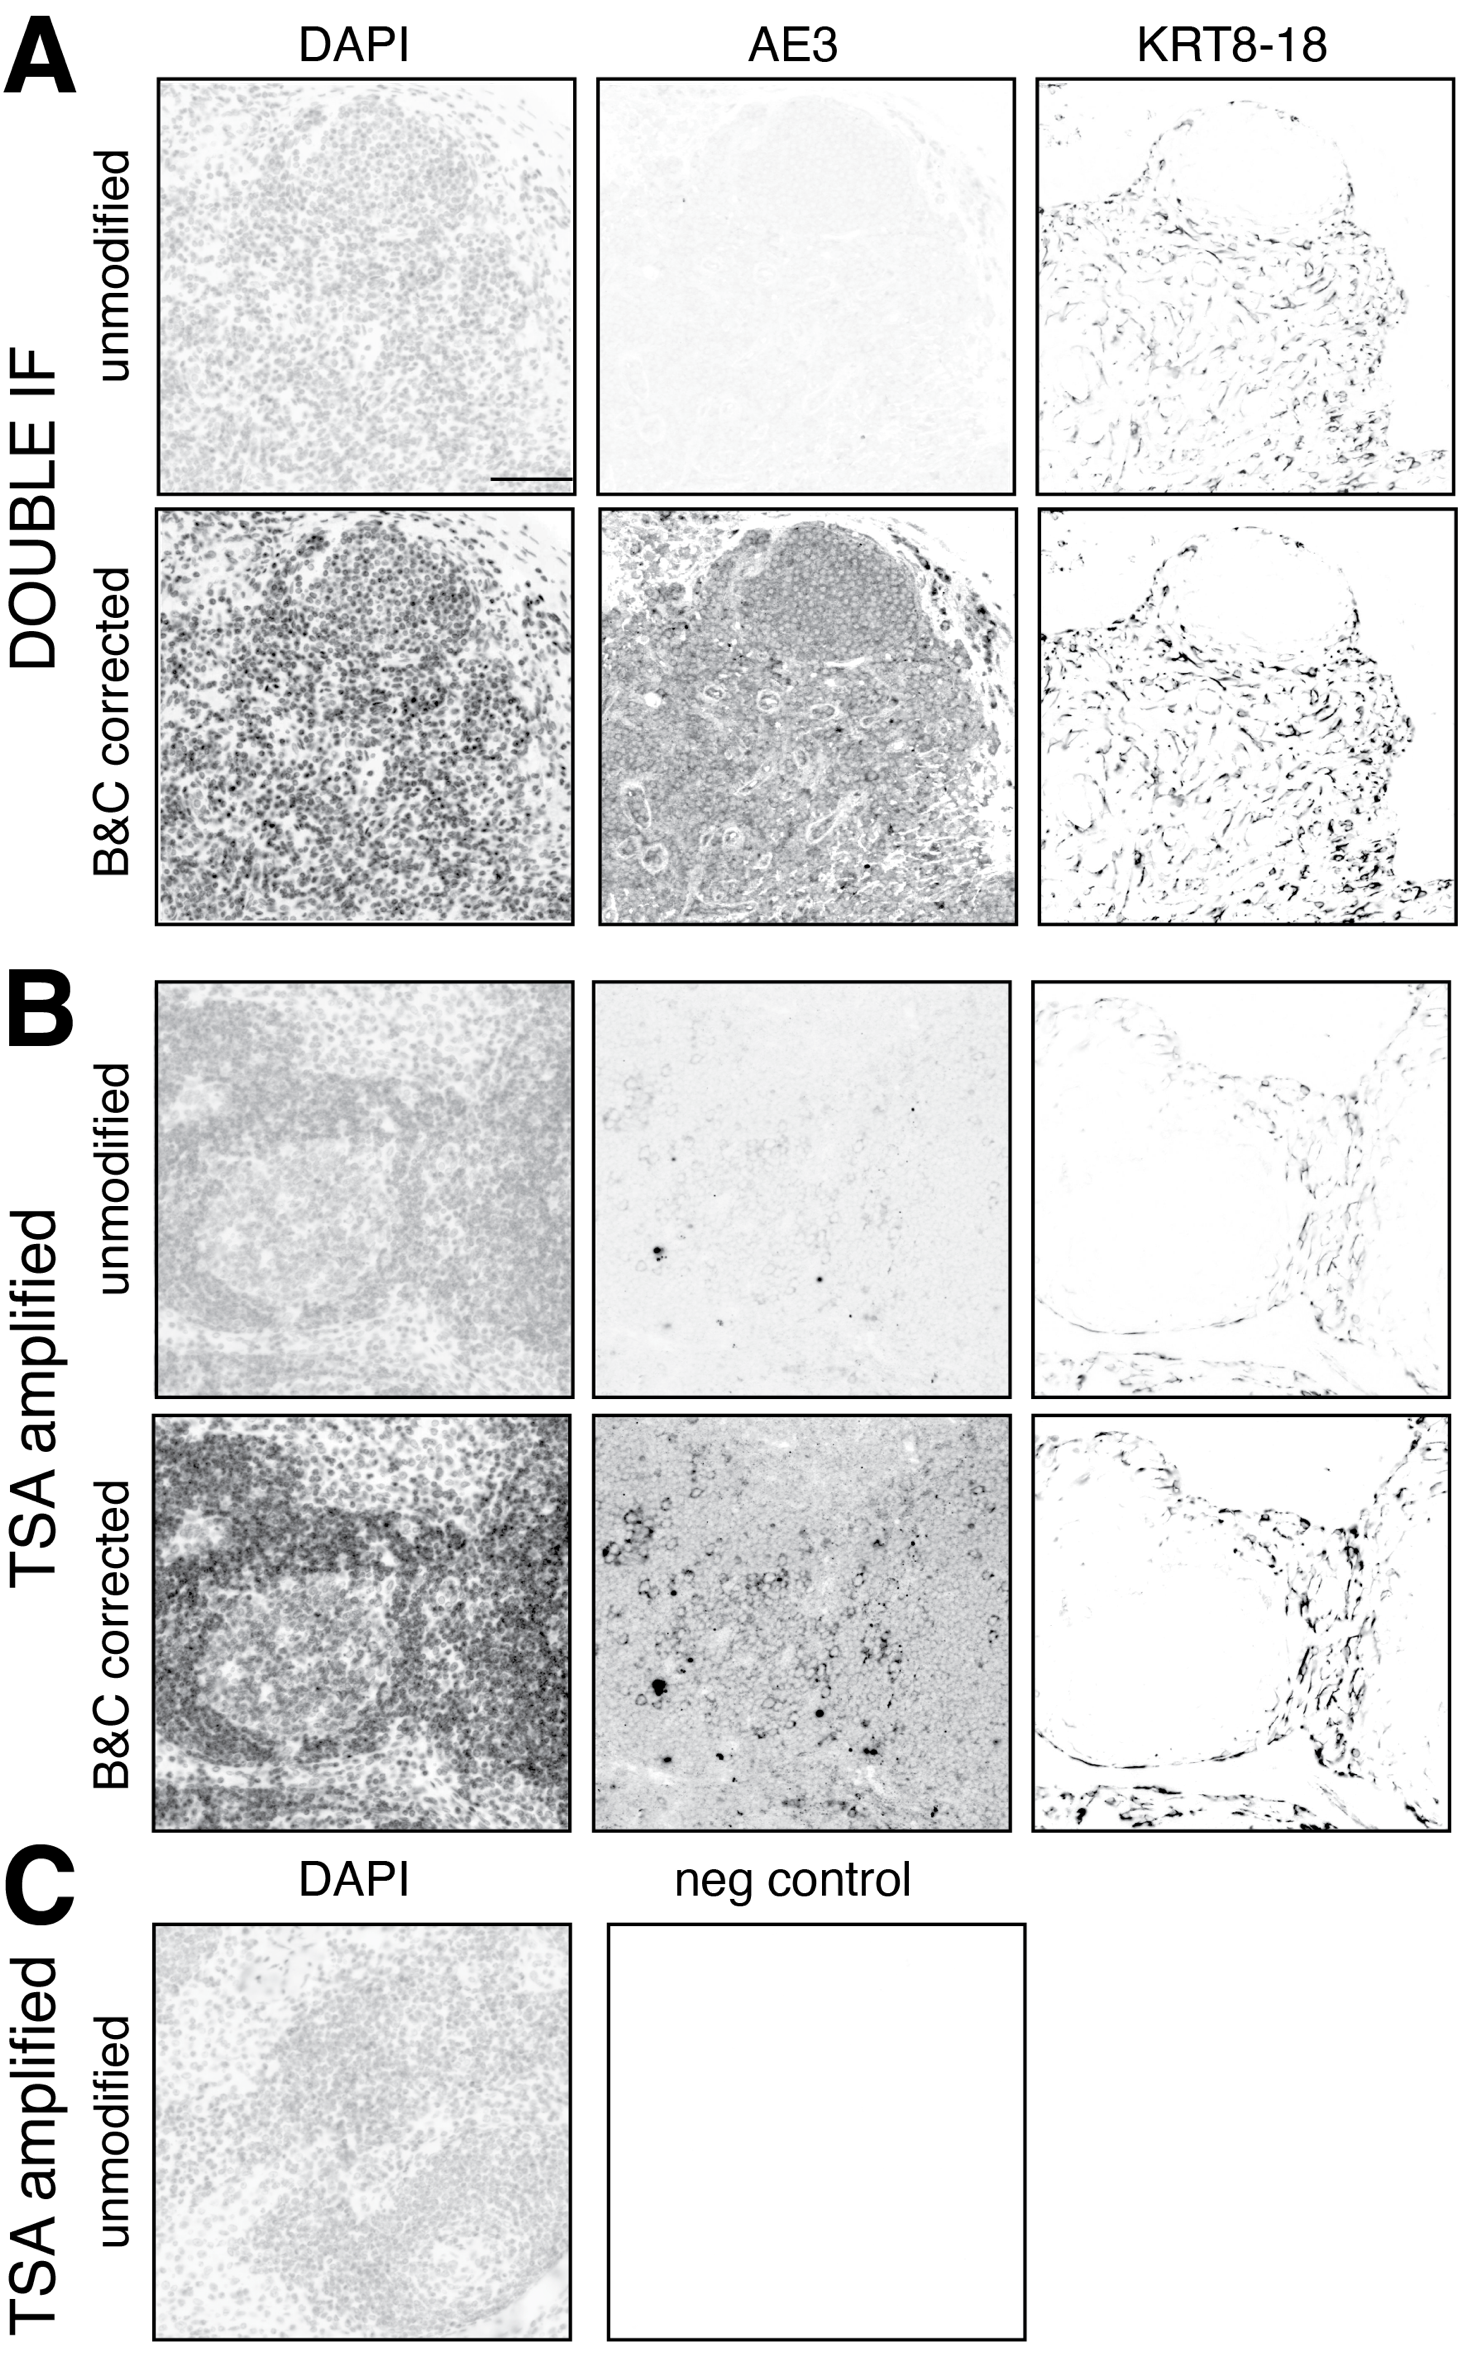 A
DAPI
AE3
KRT8-18
DOUBLE IF
unmodified
B&C corrected
B
TSA amplified
unmodified
B&C corrected
C
DAPI
neg control
TSA amplified
unmodified